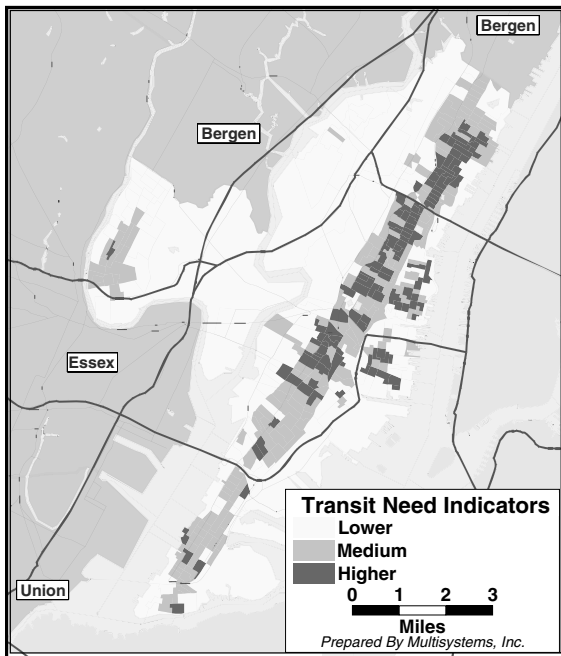 Bergen
Bergen
Essex
Union
Transit Need Indicators
Lower
Medium
Higher
0 1 2 3
Miles
Prepared By Multisystems, Inc.